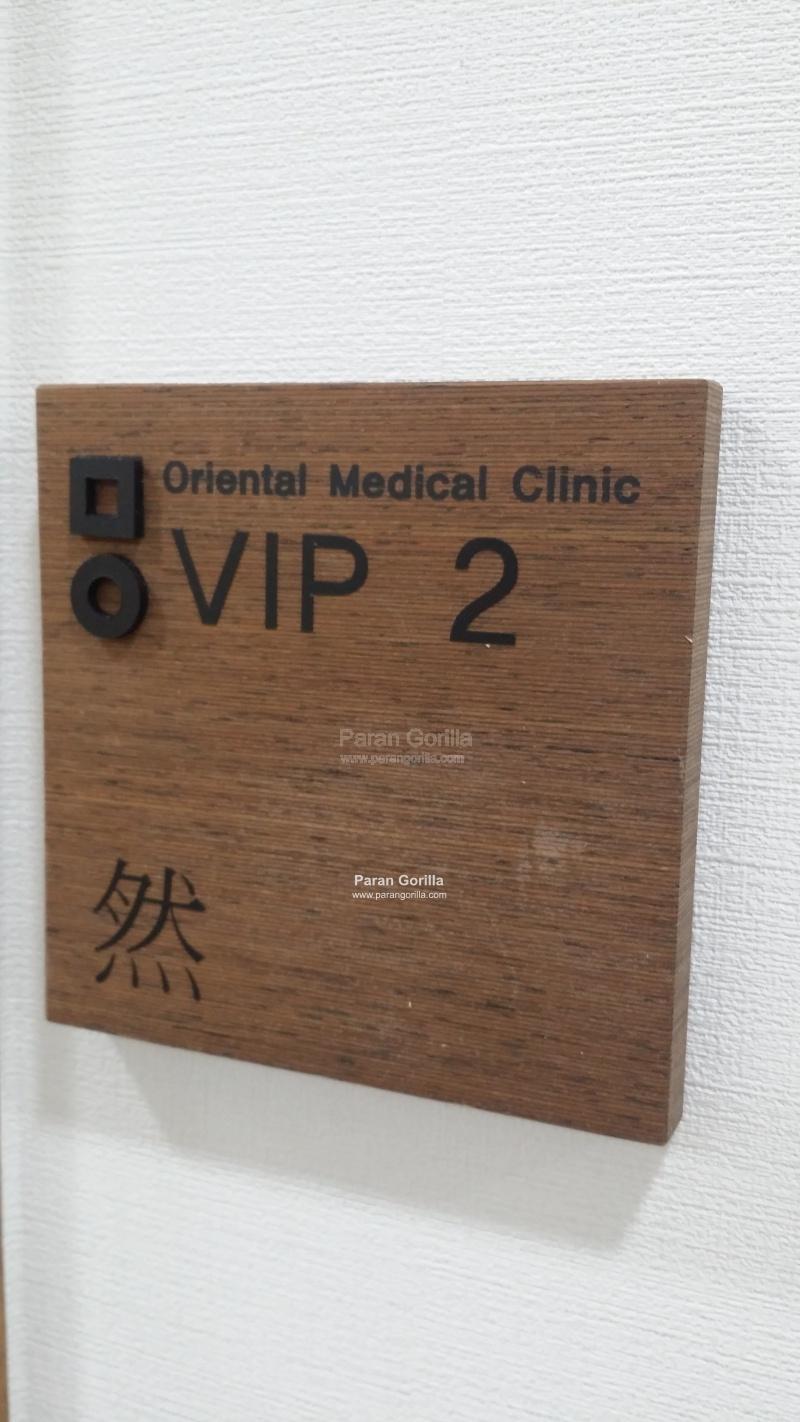 Oriental Medical Clinic
VIP 2
Paran Gorilla
www.parangorilla.com
Paran Gorilla
www.parangorilla.com
然